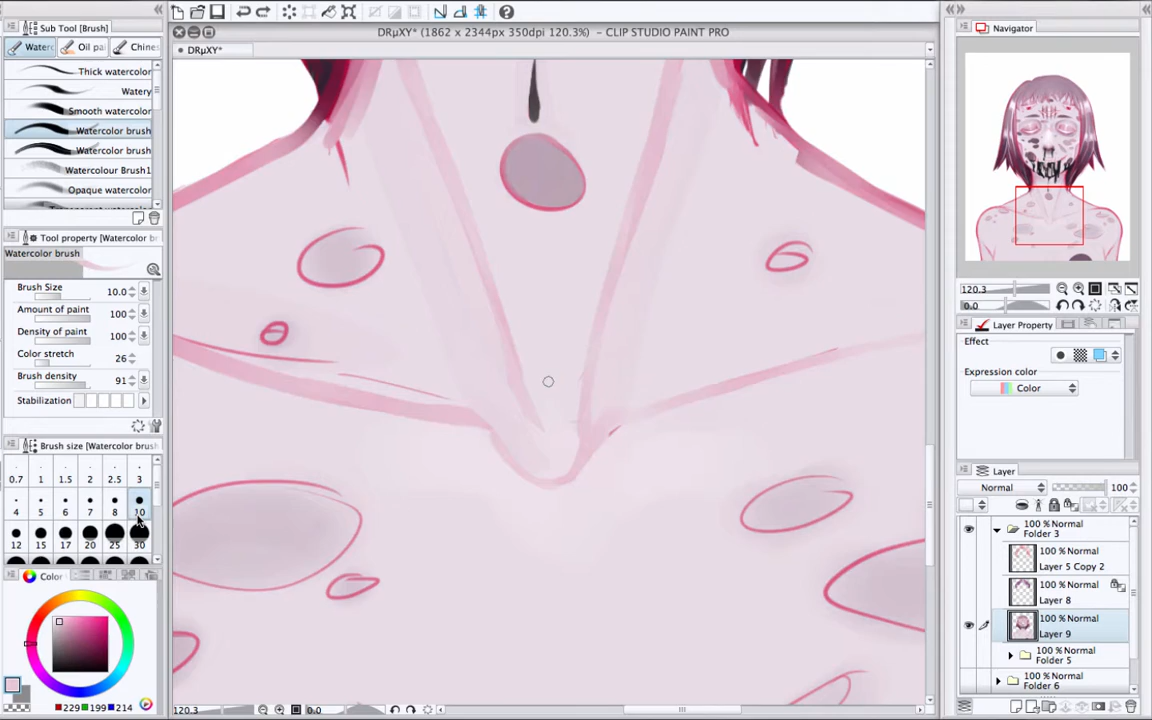 Sub Tool [Brush]
DRµXY* (1862 x 2344px 350dpi 120.3%) – CLIP STUDIO PAINT PRO
Navigator
Waterc
Oil pa
Chines
DRµXY*
Thick watercolor
Watery
Smooth watercolor
Watercolor brush
Watercolor brush
Watercolour Brush1
Opaque watercolor
Tool property [Watercolor br
Watercolor brush
Brush Size 10.0
Amount of paint 100
Density of paint 100
Color stretch 26
Brush density 91
Stabilization
120.3
0.0
Layer Property
Effect
Expression color
Color
Brush size [Watercolor brush
0.7 1 1.5 2 2.5 3
4 5 6 7 8 10
12 15 17 20 25 30
Color
229 199 214
120.3 0.0
Layer
Normal 100
100 % Normal
Folder 3
100 % Normal
Layer 5 Copy 2
100 % Normal
Layer 8
100 % Normal
Layer 9
100 % Normal
Folder 5
100 % Normal
Folder 6